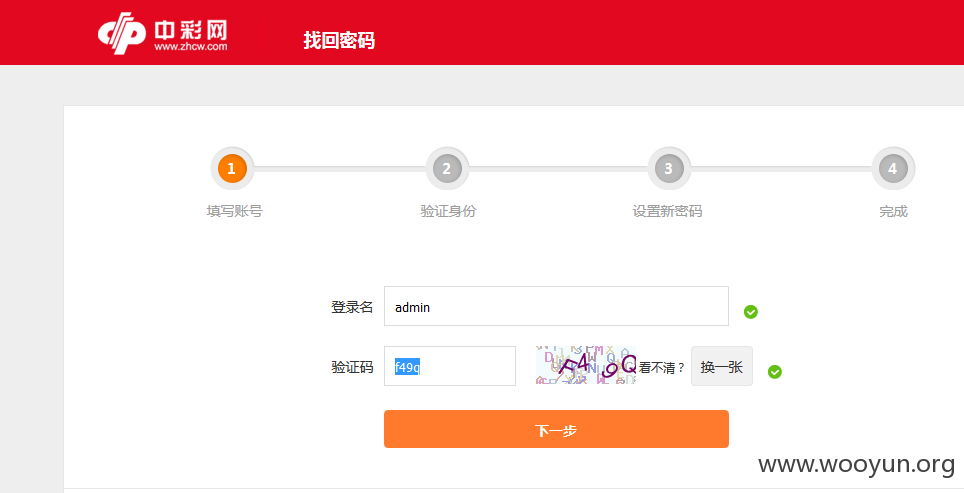 中彩网 找回密码
www.zhcw.com
1 2 3 4
填写账号 验证身份 设置新密码 完成
登录名 admin
验证码 f49q F49Q 看不清？ 换一张
下一步
www.wooyun.org